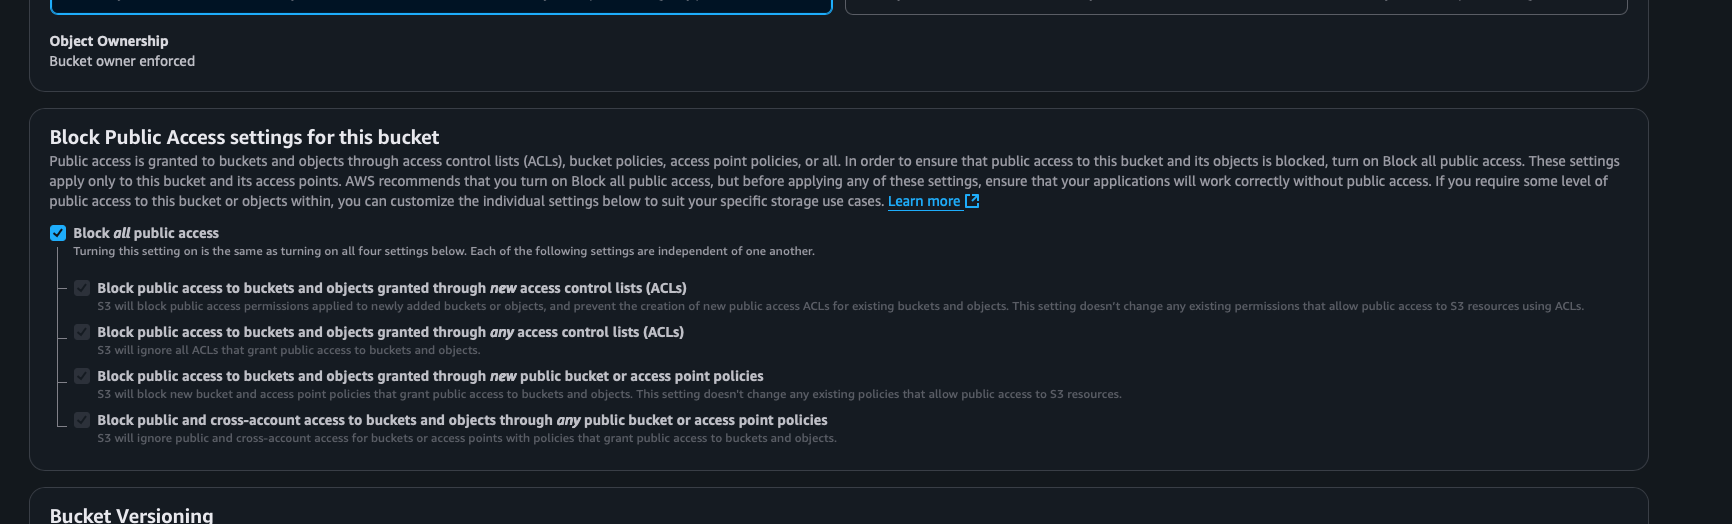 Object Ownership
Bucket owner enforced
Block Public Access settings for this bucket
Public access is granted to buckets and objects through access control lists (ACLs), bucket policies, access point policies, or all. In order to ensure that public access to this bucket and its objects is blocked, turn on Block all public access. These settings
apply only to this bucket and its access points. AWS recommends that you turn on Block all public access, but before applying any of these settings, ensure that your applications will work correctly without public access. If you require some level of
public access to this bucket or objects within, you can customize the individual settings below to suit your specific storage use cases. Learn more
Block all public access
Turning this setting on is the same as turning on all four settings below. Each of the following settings are independent of one another.
Block public access to buckets and objects granted through new access control lists (ACLs)
S3 will block public access permissions applied to newly added buckets or objects, and prevent the creation of new public access ACLs for existing buckets and objects. This setting doesn't change any existing permissions that allow public access to S3 resources using ACLs.
Block public access to buckets and objects granted through any access control lists (ACLs)
S3 will ignore all ACLs that grant public access to buckets and objects.
Block public access to buckets and objects granted through new public bucket or access point policies
S3 will block new bucket and access point policies that grant public access to buckets and objects. This setting doesn't change any existing policies that allow public access to S3 resources.
Block public and cross-account access to buckets and objects through any public bucket or access point policies
S3 will ignore public and cross-account access for buckets or access points with policies that grant public access to buckets and objects.
Bucket Versioning